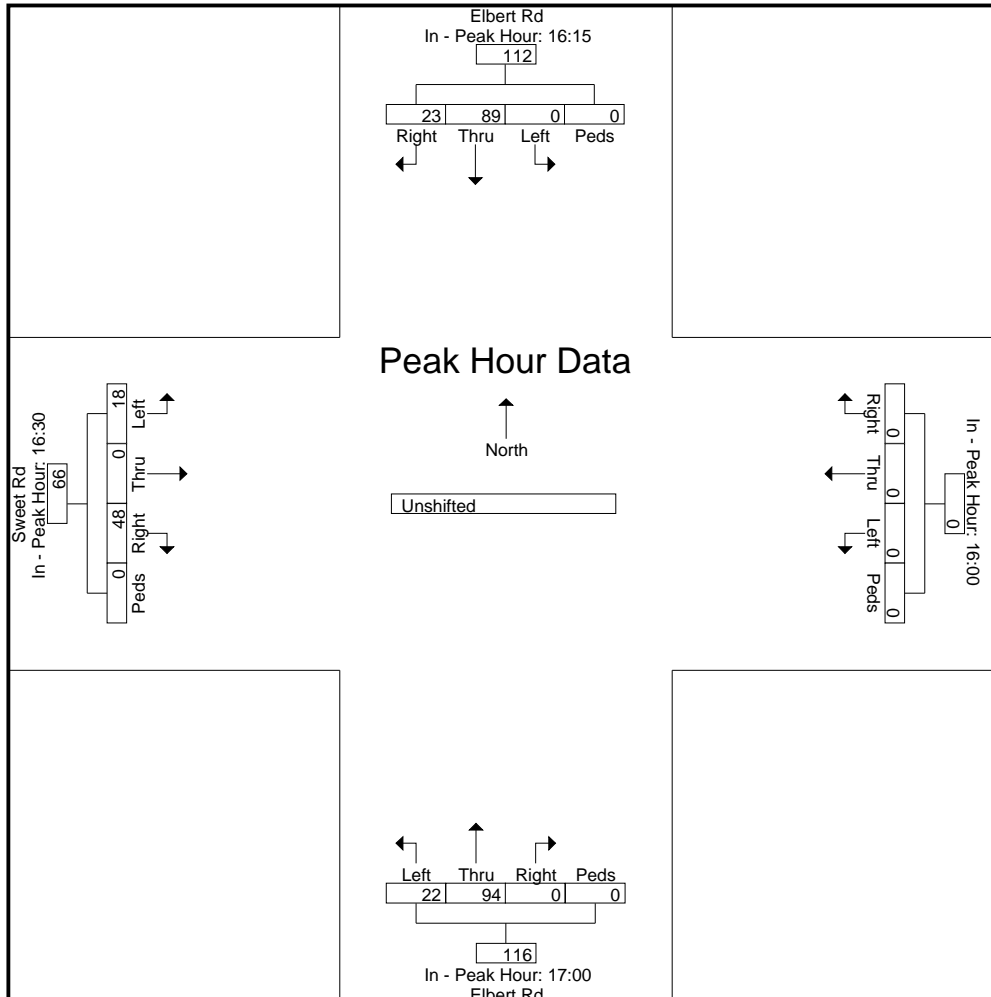 Elbert Rd
In - Peak Hour: 16:15
112
23 89 0 0
Right Thru Left Peds
Peak Hour Data
North
Unshifted
Sweet Rd
In - Peak Hour: 16:30
66
18 0 48 0
Left Thru Right Peds
Right Thru Left Peds
0 0 0 0
0
In - Peak Hour: 16:00
Left Thru Right Peds
22 94 0 0
116
In - Peak Hour: 17:00
Elbert Rd